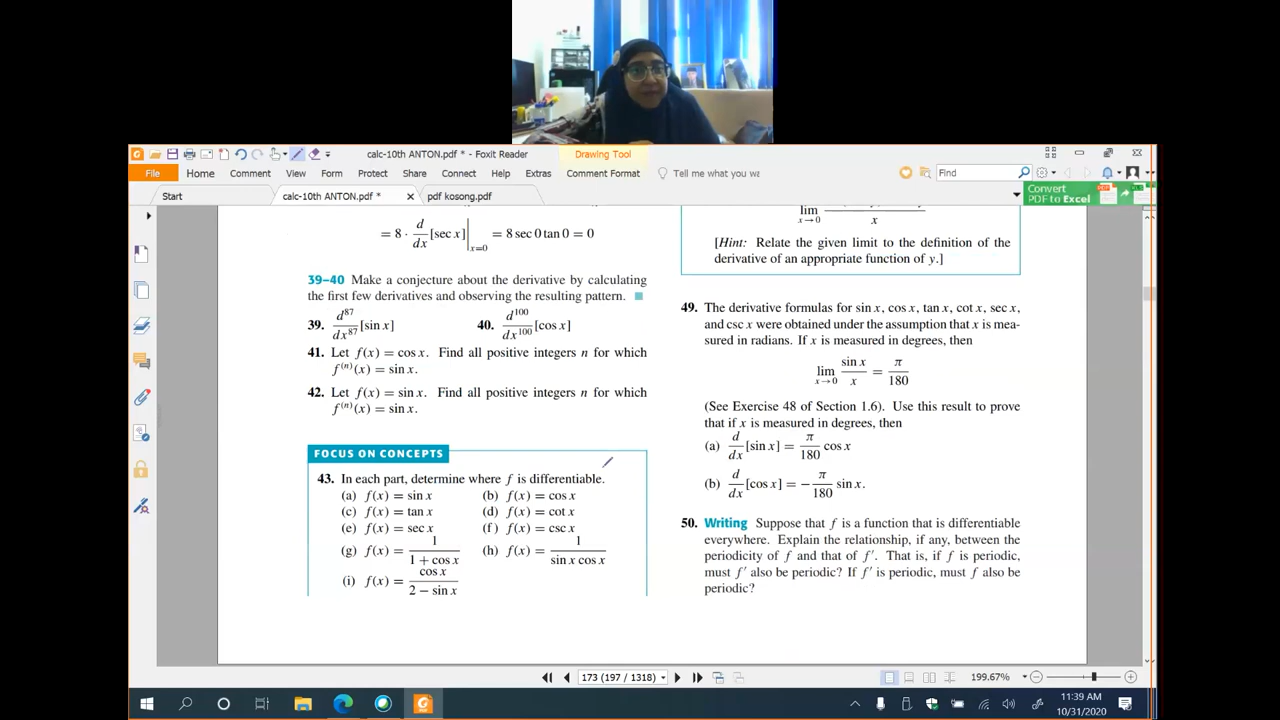 calc-10th ANTON.pdf * - Foxit Reader
Drawing Tool
File Home Comment View Form Protect Share Connect Help Extras Comment Format Tell me what you wa Find
Start calc-10th ANTON.pdf * pdf kosong.pdf
Convert
PDF to Excel
= 8 · d/dx [sec x]|x=0 = 8 sec 0 tan 0 = 0
39–40 Make a conjecture about the derivative by calculating
the first few derivatives and observing the resulting pattern.
39. d^87/dx^87 [sin x] 40. d^100/dx^100 [cos x]
41. Let f(x) = cos x. Find all positive integers n for which
f^(n)(x) = sin x.
42. Let f(x) = sin x. Find all positive integers n for which
f^(n)(x) = sin x.
FOCUS ON CONCEPTS
43. In each part, determine where f is differentiable.
(a) f(x) = sin x (b) f(x) = cos x
(c) f(x) = tan x (d) f(x) = cot x
(e) f(x) = sec x (f) f(x) = csc x
(g) f(x) = 1/(1 + cos x) (h) f(x) = 1/(sin x cos x)
(i) f(x) = cos x/(2 − sin x)
lim x→0 x
[Hint: Relate the given limit to the definition of the
derivative of an appropriate function of y.]
49. The derivative formulas for sin x, cos x, tan x, cot x, sec x,
and csc x were obtained under the assumption that x is mea-
sured in radians. If x is measured in degrees, then
lim x→0 sin x/x = π/180
(See Exercise 48 of Section 1.6). Use this result to prove
that if x is measured in degrees, then
(a) d/dx [sin x] = π/180 cos x
(b) d/dx [cos x] = −π/180 sin x.
50. Writing Suppose that f is a function that is differentiable
everywhere. Explain the relationship, if any, between the
periodicity of f and that of f′. That is, if f is periodic,
must f′ also be periodic? If f′ is periodic, must f also be
periodic?
173 (197 / 1318) 199.67%
11:39 AM
10/31/2020